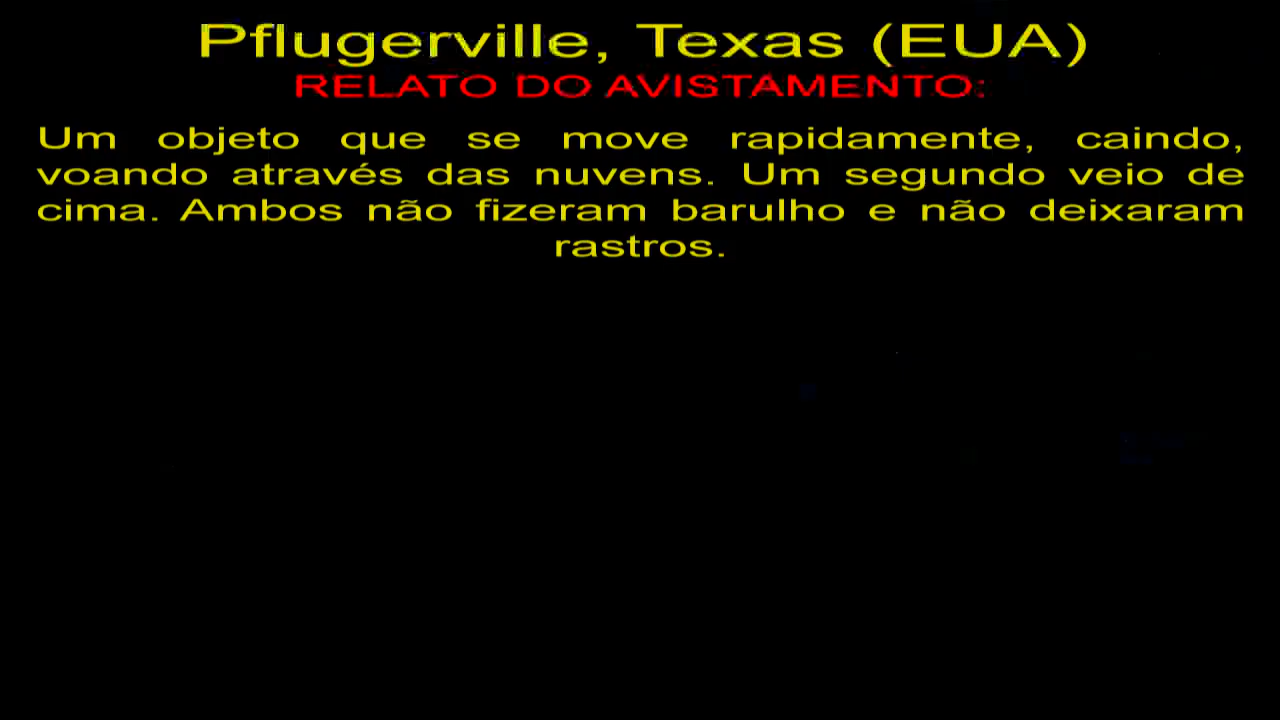 Pflugerville, Texas (EUA)
RELATO DO AVISTAMENTO:
Um objeto que se move rapidamente, caindo,
voando através das nuvens. Um segundo veio de
cima. Ambos não fizeram barulho e não deixaram
rastros.